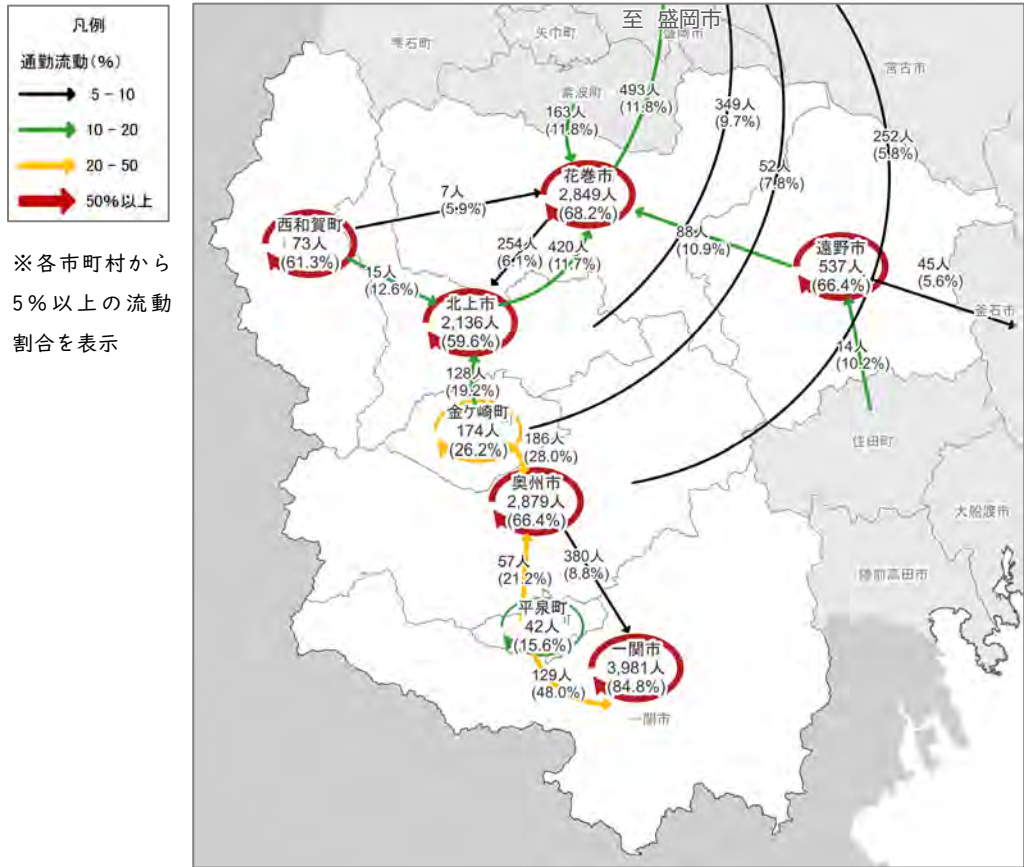 凡例
通勤流動(%)
5-10
10-20
20-50
50%以上
※各市町村から
5%以上の流動
割合を表示
至 盛岡市
雫石町
矢巾町
盛岡市
宮古市
紫波町
493人
(11.8%)
163人
(11.8%)
349人
(9.7%)
252人
(5.8%)
52人
(7.8%)
花巻市
2,849人
(68.2%)
7人
(5.9%)
西和賀町
73人
(61.3%)
254人
(6.1%)
420人
(11.7%)
88人
(10.9%)
遠野市
537人
(66.4%)
45人
(5.6%)
釜石市
15人
(12.6%)
北上市
2,136人
(59.6%)
14人
(10.2%)
128人
(19.2%)
金ケ崎町
174人
(26.2%)
186人
(28.0%)
住田町
奥州市
2,879人
(66.4%)
大船渡市
57人
(21.2%)
380人
(8.8%)
陸前高田市
平泉町
42人
(15.6%)
一関市
3,981人
(84.8%)
129人
(48.0%)
一関市